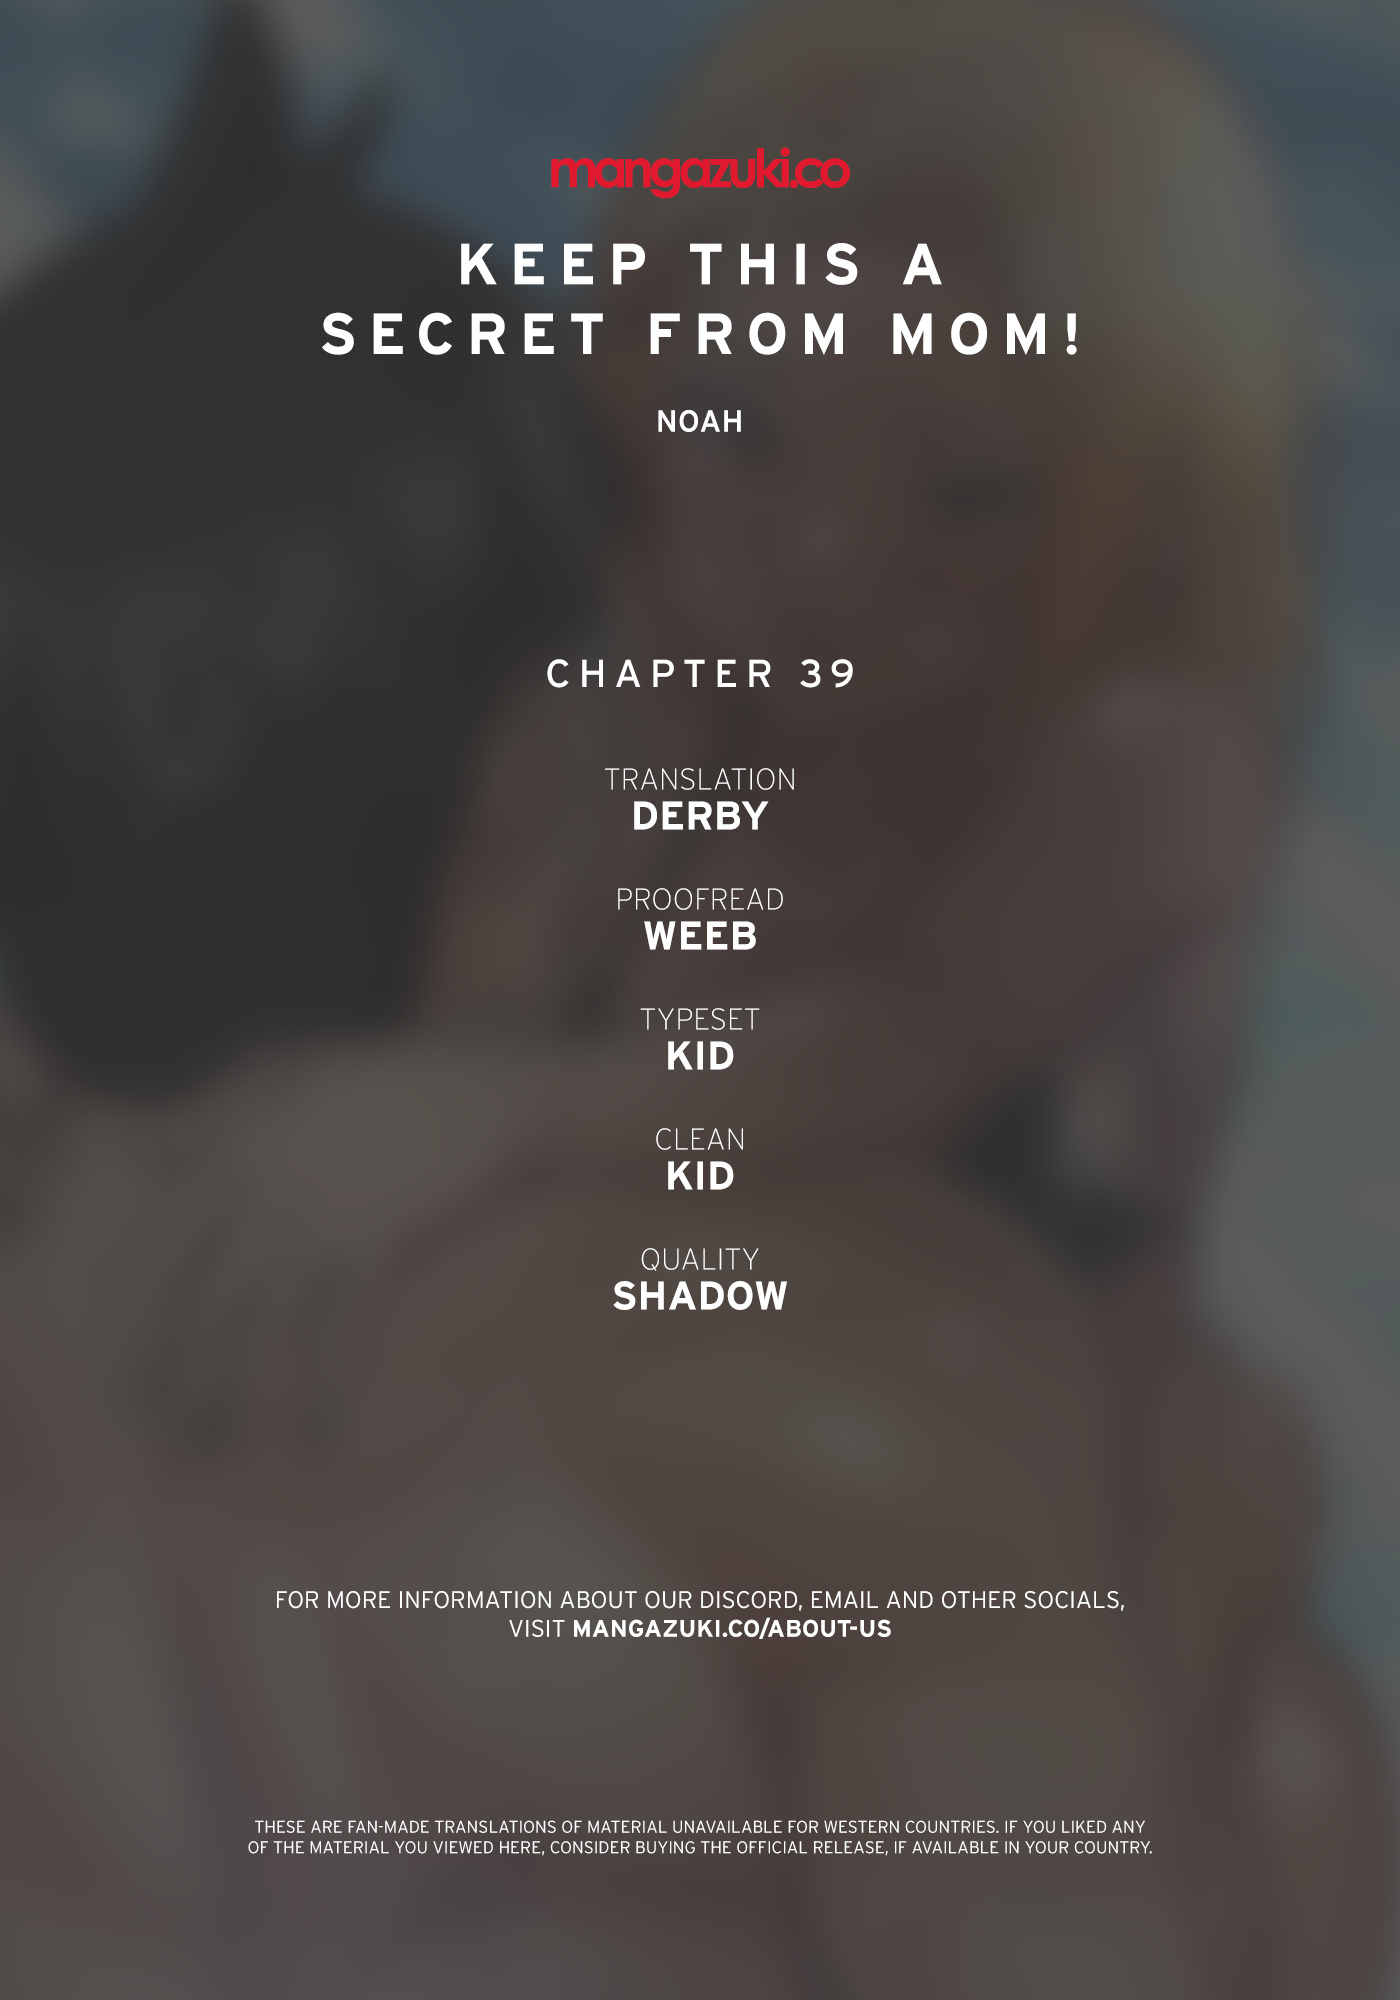 mangazuki.co
KEEP THIS A
SECRET FROM MOM!
NOAH
CHAPTER 39
TRANSLATION
DERBY
PROOFREAD
WEEB
TYPESET
KID
CLEAN
KID
QUALITY
SHADOW
FOR MORE INFORMATION ABOUT OUR DISCORD, EMAIL AND OTHER SOCIALS,
VISIT MANGAZUKI.CO/ABOUT-US
THESE ARE FAN-MADE TRANSLATIONS OF MATERIAL UNAVAILABLE FOR WESTERN COUNTRIES. IF YOU LIKED ANY
OF THE MATERIAL YOU VIEWED HERE, CONSIDER BUYING THE OFFICIAL RELEASE, IF AVAILABLE IN YOUR COUNTRY.